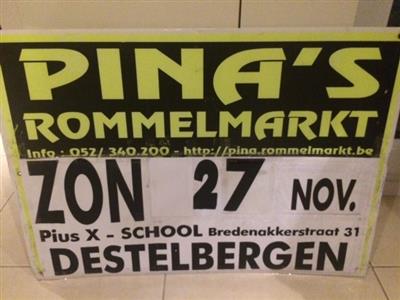 PINA'S
ROMMELMARKT
Info : 052/ 340.200 - http://pina.rommelmarkt.be
ZON 27 NOV.
Pius X - SCHOOL Bredenakkerstraat 31
DESTELBERGEN